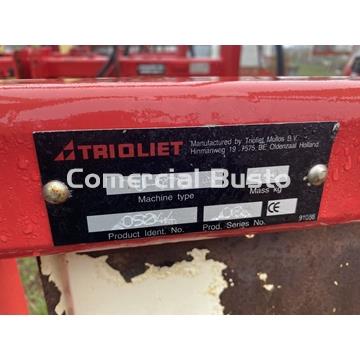 TRIOLIET
Manufactured by Trioliet Mullos B.V.
Hinmanweg 19, 7575 BE Oldenzaal Holland
Comercial Busto
Machine type
Mass kg
Product Ident. No.
Prod. Series No.
CE
91086